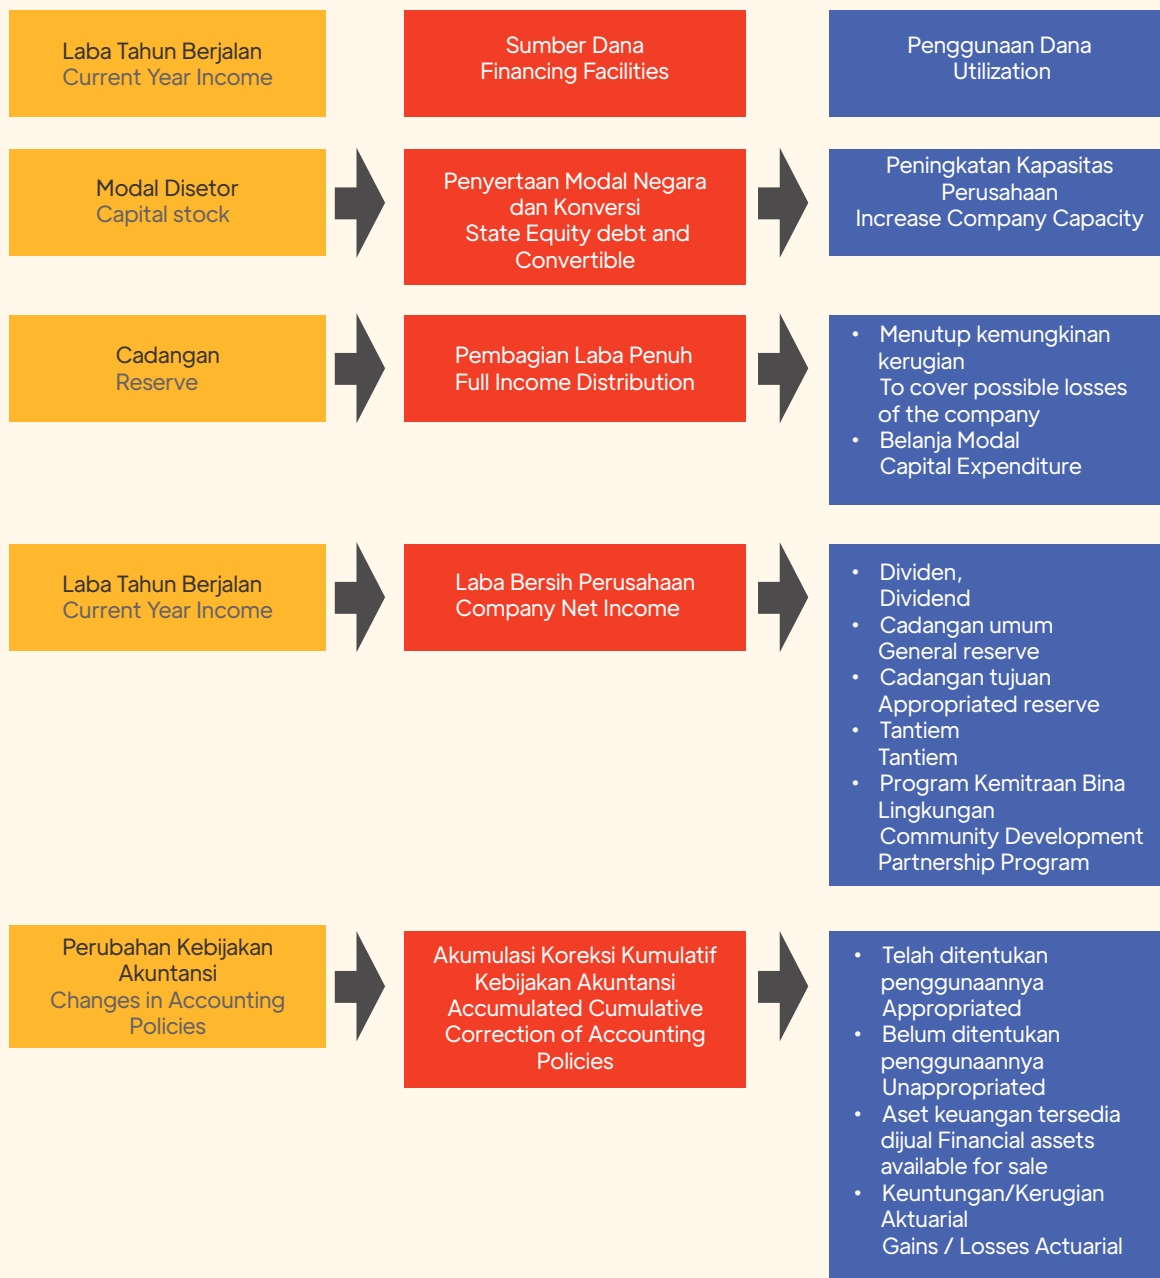 Laba Tahun Berjalan
Current Year Income
Sumber Dana
Financing Facilities
Penggunaan Dana
Utilization
Modal Disetor
Capital stock
Penyertaan Modal Negara
dan Konversi
State Equity debt and
Convertible
Peningkatan Kapasitas
Perusahaan
Increase Company Capacity
Cadangan
Reserve
Pembagian Laba Penuh
Full Income Distribution
• Menutup kemungkinan
kerugian
To cover possible losses
of the company
• Belanja Modal
Capital Expenditure
Laba Tahun Berjalan
Current Year Income
Laba Bersih Perusahaan
Company Net Income
• Dividen,
Dividend
• Cadangan umum
General reserve
• Cadangan tujuan
Appropriated reserve
• Tantiem
Tantiem
• Program Kemitraan Bina
Lingkungan
Community Development
Partnership Program
Perubahan Kebijakan
Akuntansi
Changes in Accounting
Policies
Akumulasi Koreksi Kumulatif
Kebijakan Akuntansi
Accumulated Cumulative
Correction of Accounting
Policies
• Telah ditentukan
penggunaannya
Appropriated
• Belum ditentukan
penggunaannya
Unappropriated
• Aset keuangan tersedia
dijual Financial assets
available for sale
• Keuntungan/Kerugian
Aktuarial
Gains / Losses Actuarial